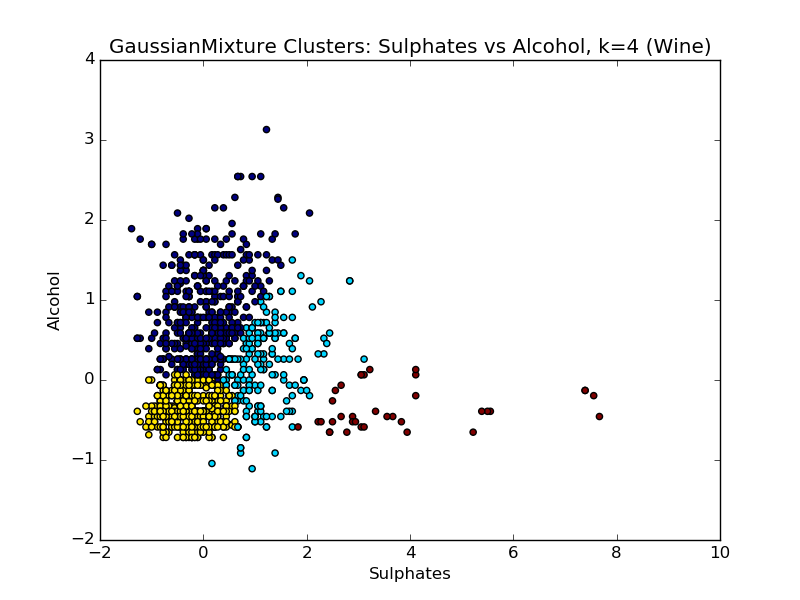 GaussianMixture Clusters: Sulphates vs Alcohol, k=4 (Wine)
4
3
2
1
0
−1
−2
Alcohol
−2 0 2 4 6 8 10
Sulphates